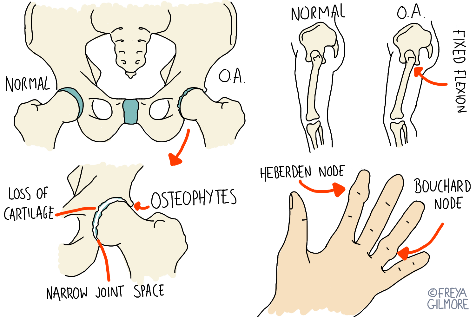 NORMAL
O.A.
NORMAL
O.A.
FIXED FLEXION
LOSS OF
CARTILAGE
OSTEOPHYTES
NARROW JOINT SPACE
HEBERDEN NODE
BOUCHARD
NODE
©FREYA
GILMORE